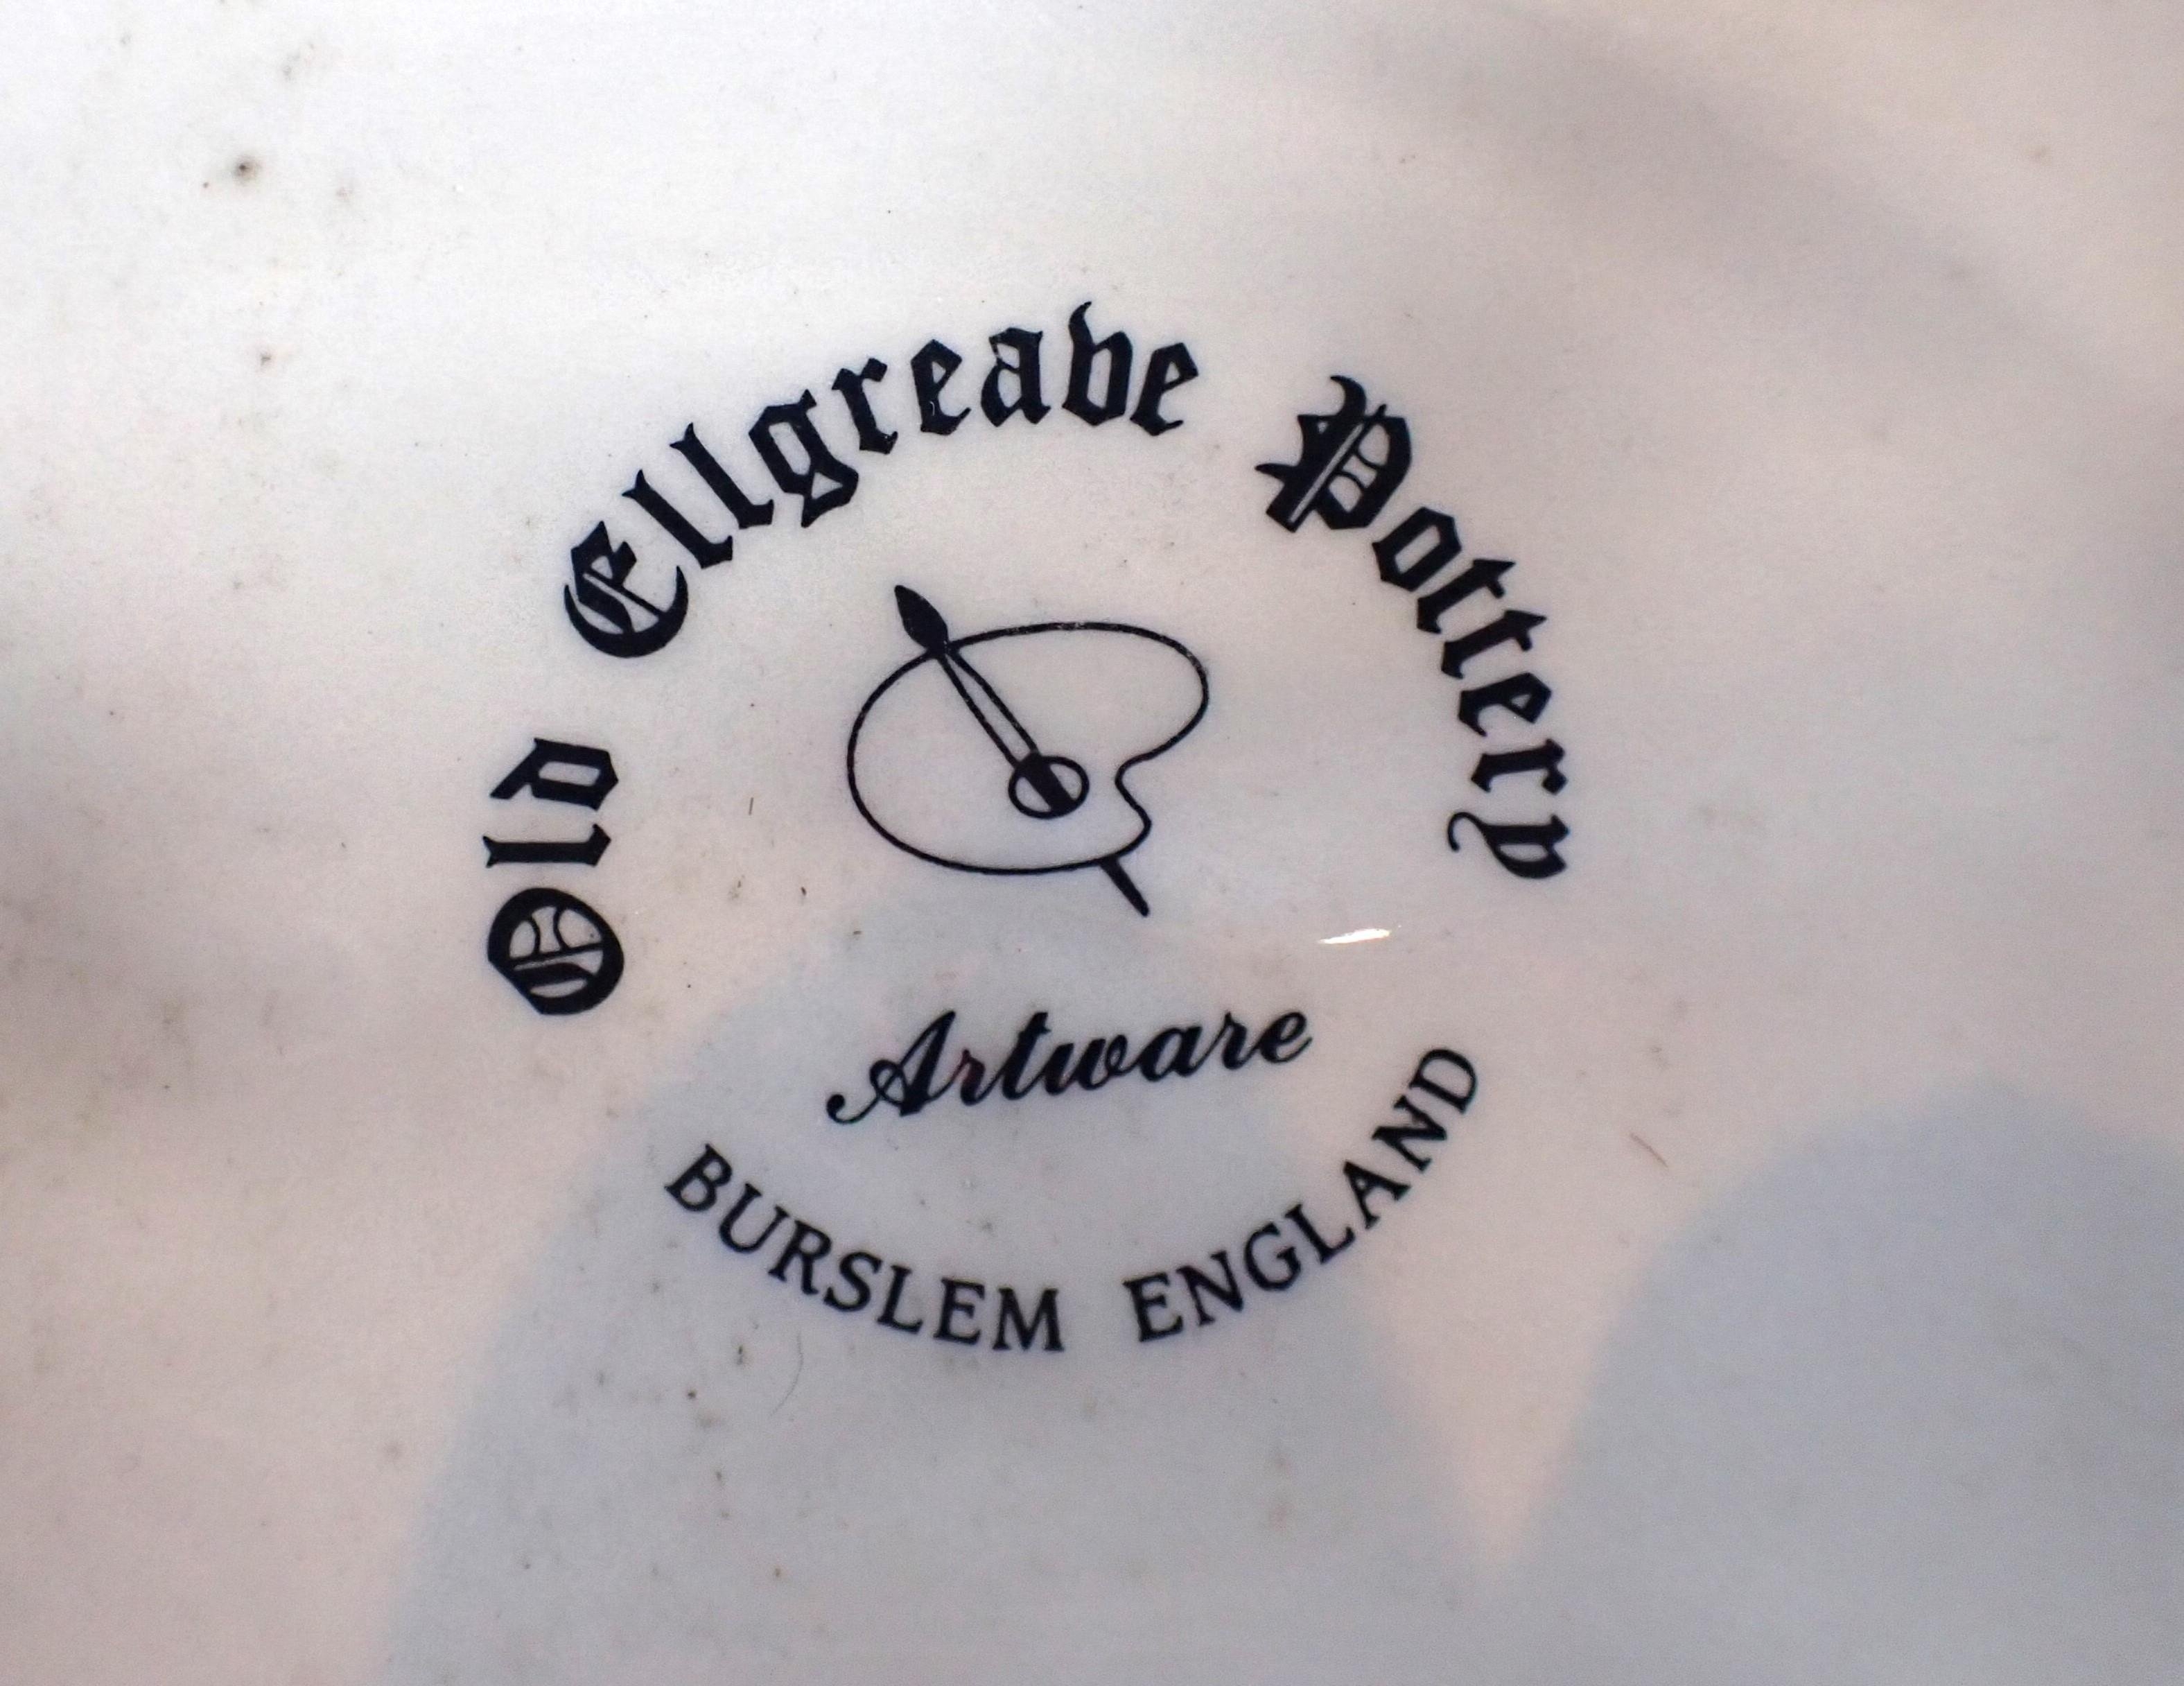 Old Ellgreave Pottery
Artware
BURSLEM ENGLAND